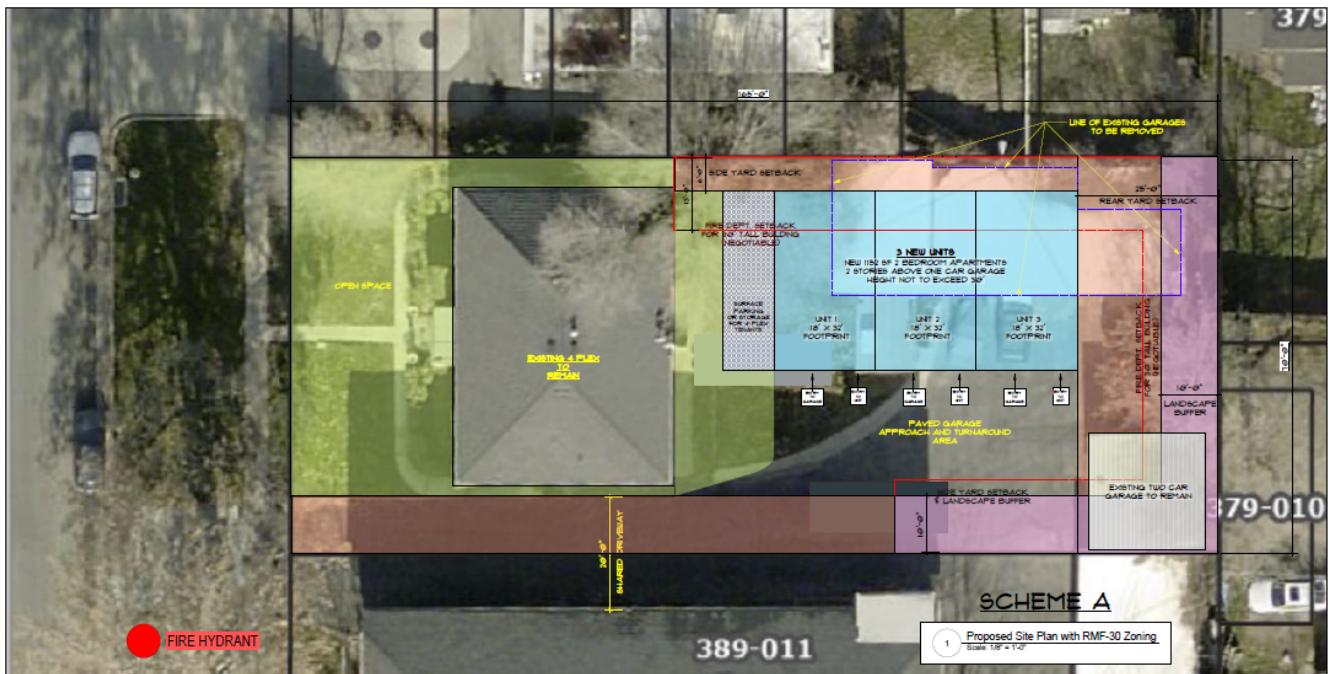 379
165'-0"
LINE OF EXISTING GARAGES
TO BE REMOVED
6'-0"
SIDE YARD SETBACK
25'-0"
REAR YARD SETBACK
FIRE DEPT. SETBACK
FOR 30' TALL BUILDING
(NEGOTIABLE)
3 NEW UNITS
NEW 1152 SF 2 BEDROOM APARTMENTS
2 STORIES ABOVE ONE CAR GARAGE
HEIGHT NOT TO EXCEED 30'
OPEN SPACE
SURFACE
PARKING
OR STORAGE
FOR 4-PLEX
TENANTS
UNIT 1
18' X 32'
FOOTPRINT
UNIT 2
18' X 32'
FOOTPRINT
UNIT 3
18' X 32'
FOOTPRINT
FIRE DEPT. SETBACK
FOR 30' TALL BUILDING
(NEGOTIABLE)
EXISTING 4 PLEX
TO
REMAIN
10'-0"
LANDSCAPE
BUFFER
PAVED GARAGE
APPROACH AND TURNAROUND
AREA
SIDE YARD SETBACK
& LANDSCAPE BUFFER
10'-0"
EXISTING TWO CAR
GARAGE TO REMAIN
379-010
20'-0"
SHARED DRIVEWAY
SCHEME A
FIRE HYDRANT
389-011
1
Proposed Site Plan with RMF-30 Zoning
Scale: 1/8" = 1'-0"